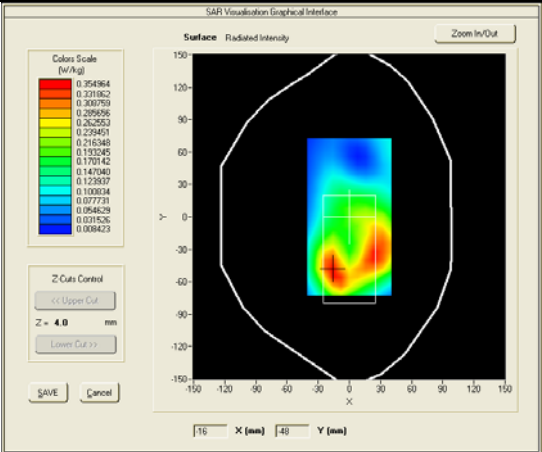 SAR Visualisation Graphical Interface
Surface Radiated Intensity
Zoom In/Out
Colors Scale
(W/kg)
0.354964
0.331862
0.308759
0.285656
0.262553
0.239451
0.216348
0.193245
0.170142
0.147040
0.123937
0.100834
0.077731
0.054629
0.031526
0.008423
150
120
90
60
30
0
-30
-60
-90
-120
-150
Y
-150 -120 -90 -60 -30 0 30 60 90 120 150
X
Z-Cuts Control
<< Upper Cut
Z = 4.0 mm
Lower Cut >>
SAVE Cancel
-16 X (mm) -48 Y (mm)